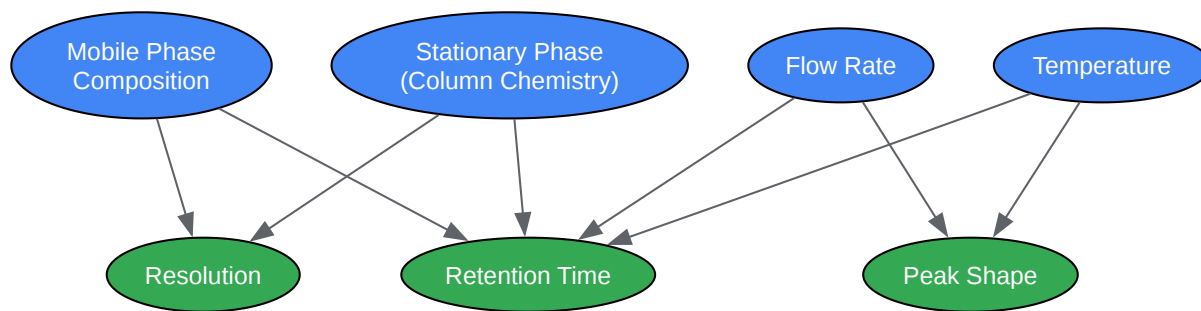 Mobile Phase
Composition
Stationary Phase
(Column Chemistry)
Flow Rate
Temperature
Resolution
Retention Time
Peak Shape